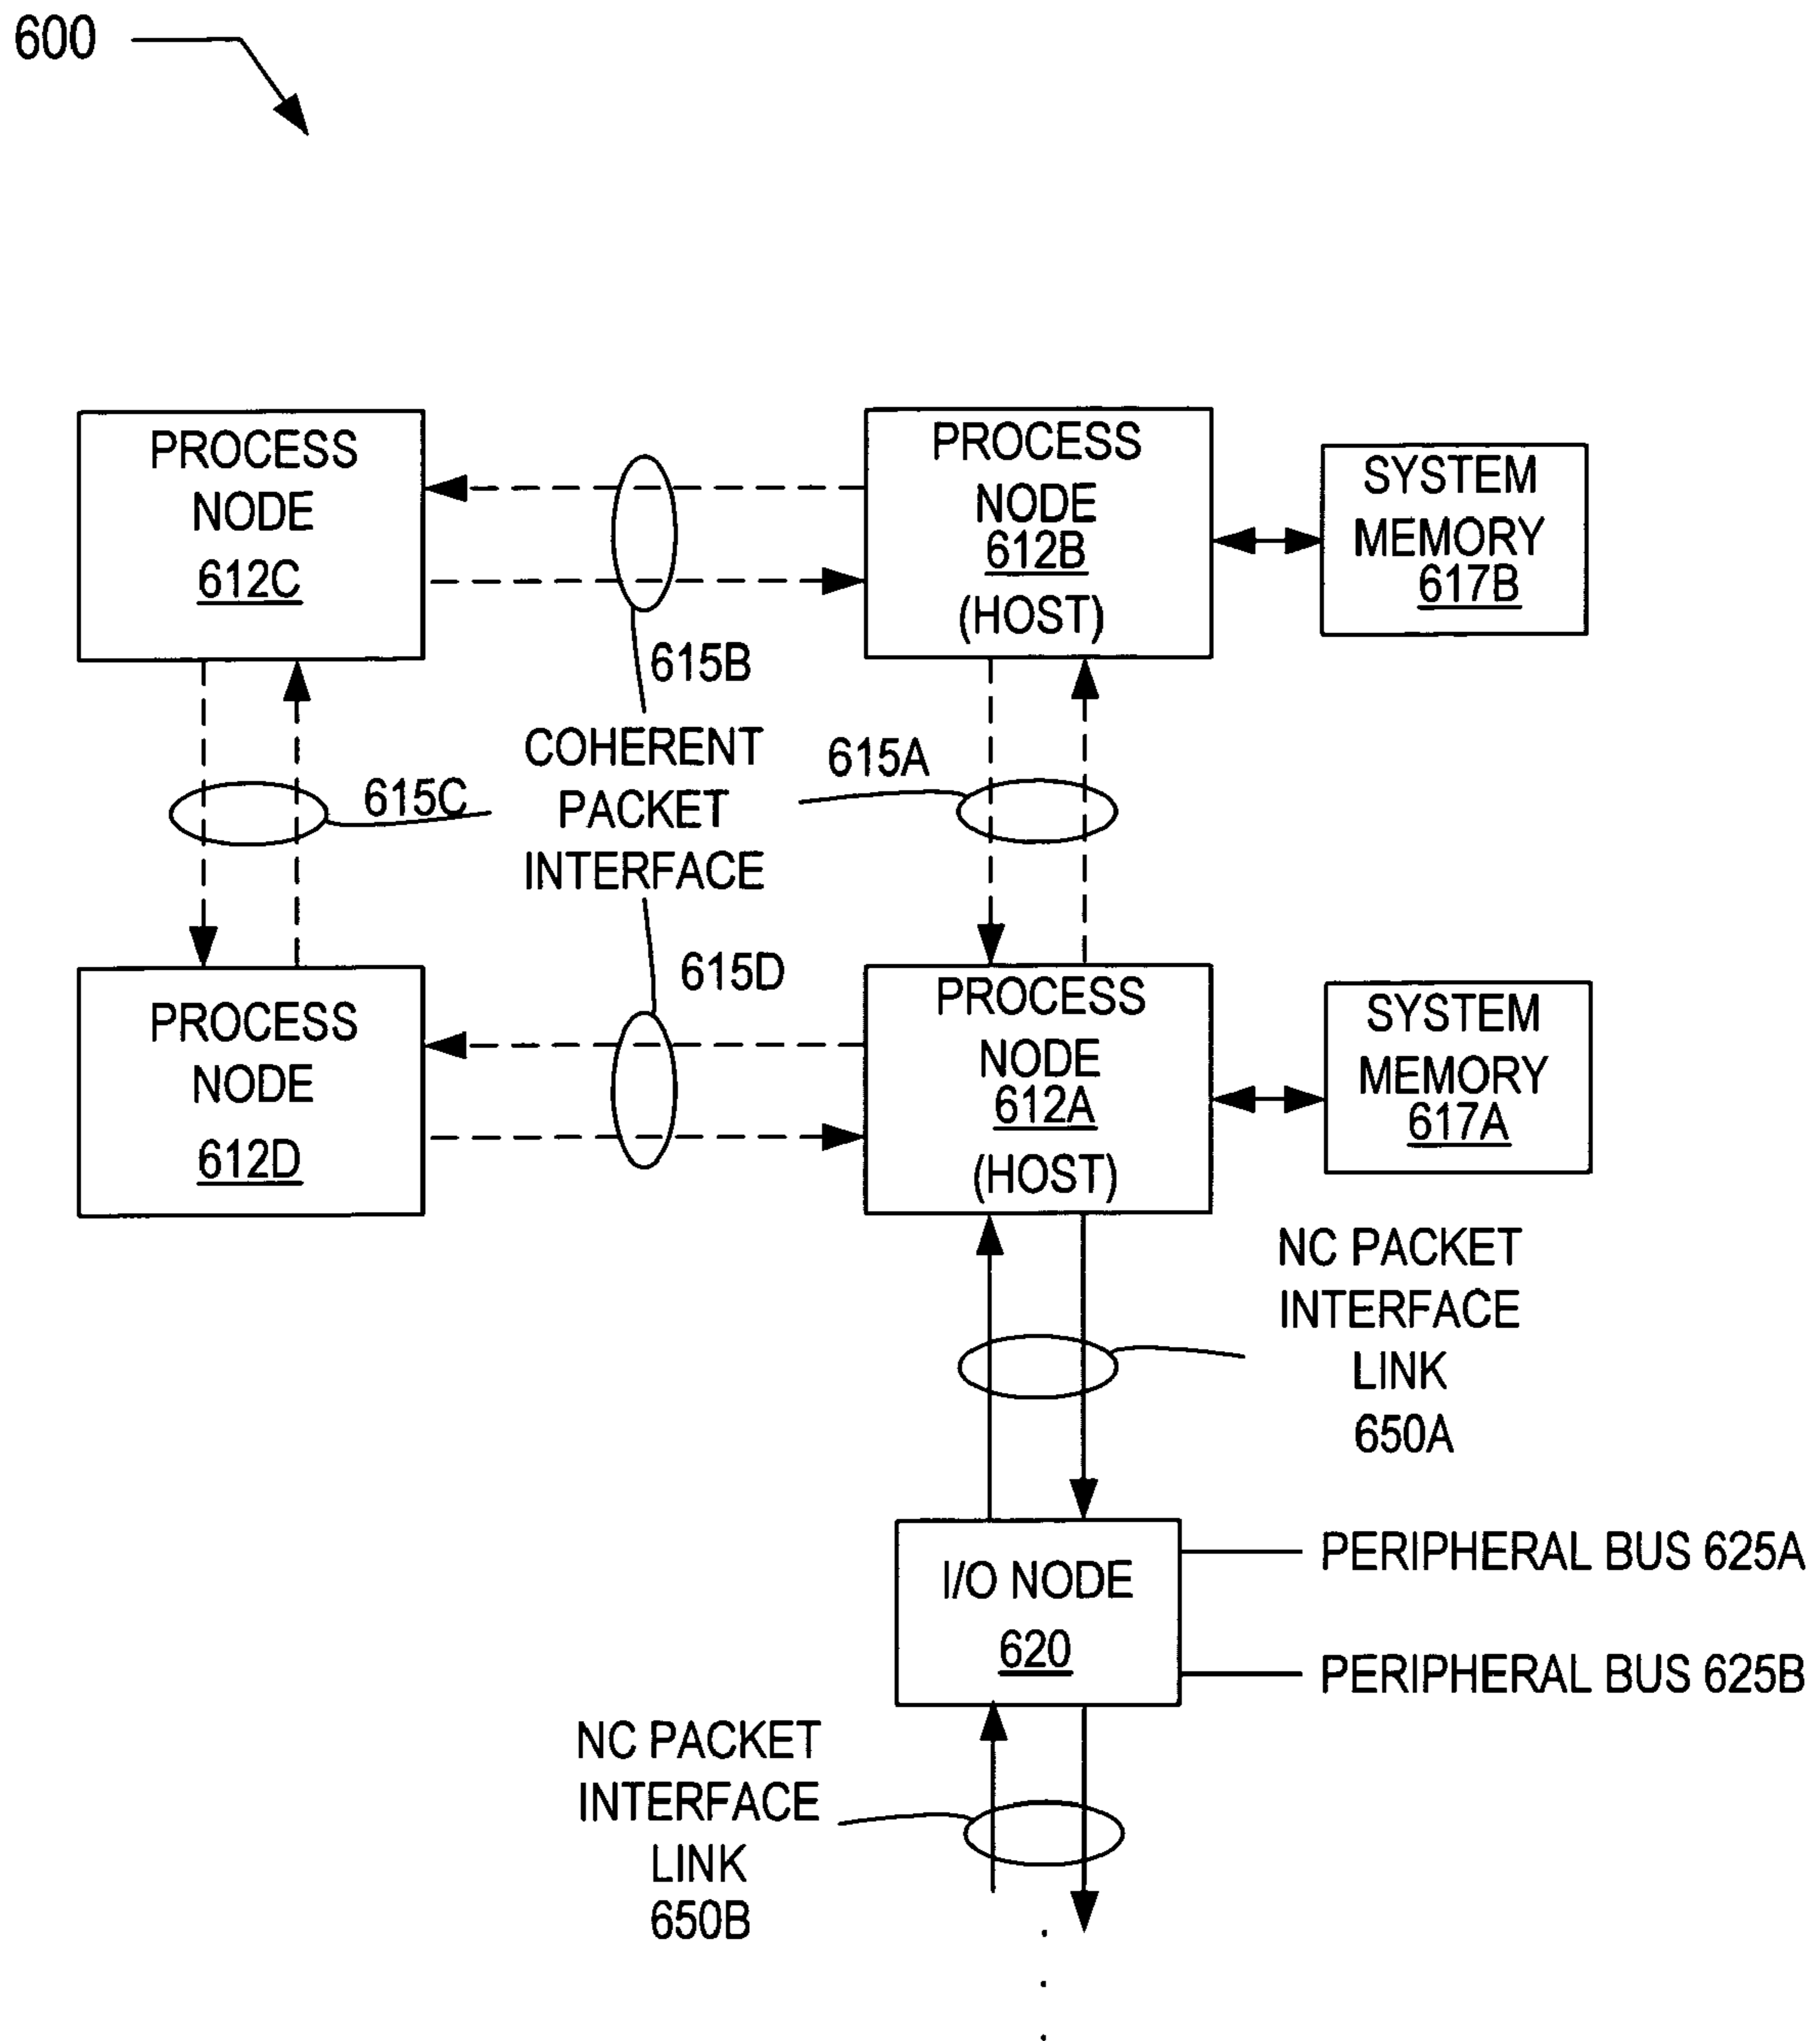 600
PROCESS
NODE
612C
PROCESS
NODE
612B
(HOST)
SYSTEM
MEMORY
617B
615B
COHERENT
PACKET
INTERFACE
615A
615C
615D
PROCESS
NODE
612D
PROCESS
NODE
612A
(HOST)
SYSTEM
MEMORY
617A
NC PACKET
INTERFACE
LINK
650A
I/O NODE
620
PERIPHERAL BUS 625A
PERIPHERAL BUS 625B
NC PACKET
INTERFACE
LINK
650B